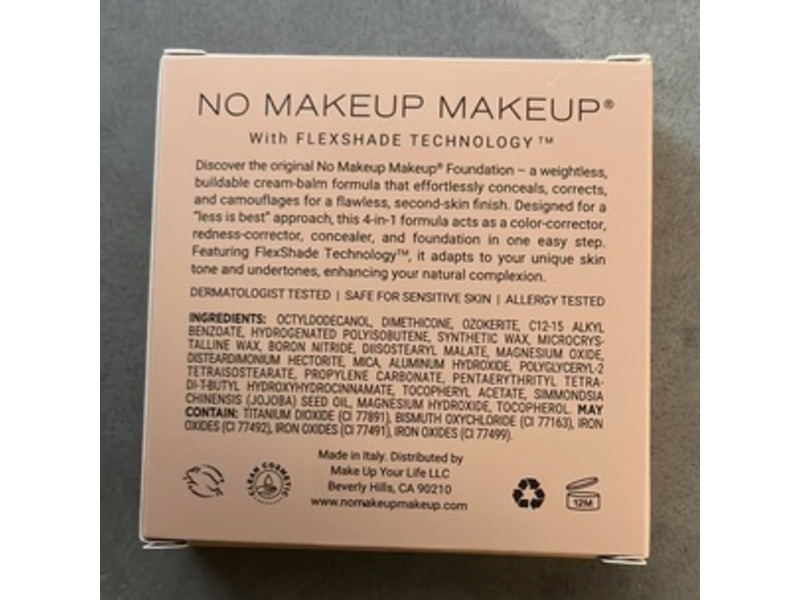 NO MAKEUP MAKEUP®
With FLEXSHADE TECHNOLOGY™
Discover the original No Makeup Makeup® Foundation – a weightless,
buildable cream-balm formula that effortlessly conceals, corrects,
and camouflages for a flawless, second-skin finish. Designed for a
"less is best" approach, this 4-in-1 formula acts as a color-corrector,
redness-corrector, concealer, and foundation in one easy step.
Featuring FlexShade Technology™, it adapts to your unique skin
tone and undertones, enhancing your natural complexion.
DERMATOLOGIST TESTED | SAFE FOR SENSITIVE SKIN | ALLERGY TESTED
INGREDIENTS: OCTYLDODECANOL, DIMETHICONE, OZOKERITE, C12-15 ALKYL
BENZOATE, HYDROGENATED POLYISOBUTENE, SYNTHETIC WAX, MICROCRYS-
TALLINE WAX, BORON NITRIDE, DIISOSTEARYL MALATE, MAGNESIUM OXIDE,
DISTEARDIMONIUM HECTORITE, MICA, ALUMINUM HYDROXIDE, POLYGLYCERYL-2
TETRAISOSTEARATE, PROPYLENE CARBONATE, PENTAERYTHRITYL TETRA-
DI-T-BUTYL HYDROXYHYDROCINNAMATE, TOCOPHERYL ACETATE, SIMMONDSIA
CHINENSIS (JOJOBA) SEED OIL, MAGNESIUM HYDROXIDE, TOCOPHEROL. MAY
CONTAIN: TITANIUM DIOXIDE (CI 77891), BISMUTH OXYCHLORIDE (CI 77163), IRON
OXIDES (CI 77492), IRON OXIDES (CI 77491), IRON OXIDES (CI 77499).
Made in Italy. Distributed by
Make Up Your Life LLC
Beverly Hills, CA 90210
www.nomakeupmakeup.com
CLEAN COSMETIC
12M